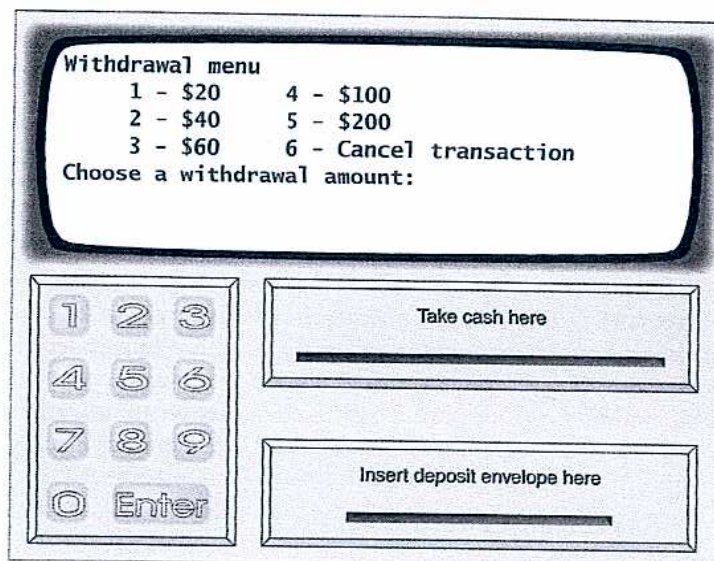 Withdrawal menu
1 - $20 4 - $100
2 - $40 5 - $200
3 - $60 6 - Cancel transaction
Choose a withdrawal amount:
1 2 3
4 5 6
7 8 9
0 Enter
Take cash here
Insert deposit envelope here